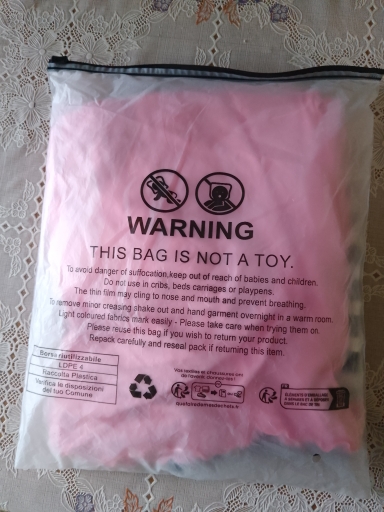 WARNING
THIS BAG IS NOT A TOY.
To avoid danger of suffocation,keep out of reach of babies and children.
Do not use in cribs, beds carriages or playpens.
The thin film may cling to nose and mouth and prevent breathing.
To remove minor creasing shake out and hand garment overnight in a warm room.
Light coloured fabrics mark easily - Please take care when trying them on.
Please reuse this bag if you wish to return your product.
Repack carefully and reseal pack if returning this item.
Borsa riutilizzabile
LDPE 4
Raccolta Plastica
Verifica le disposizioni
del tuo Comune